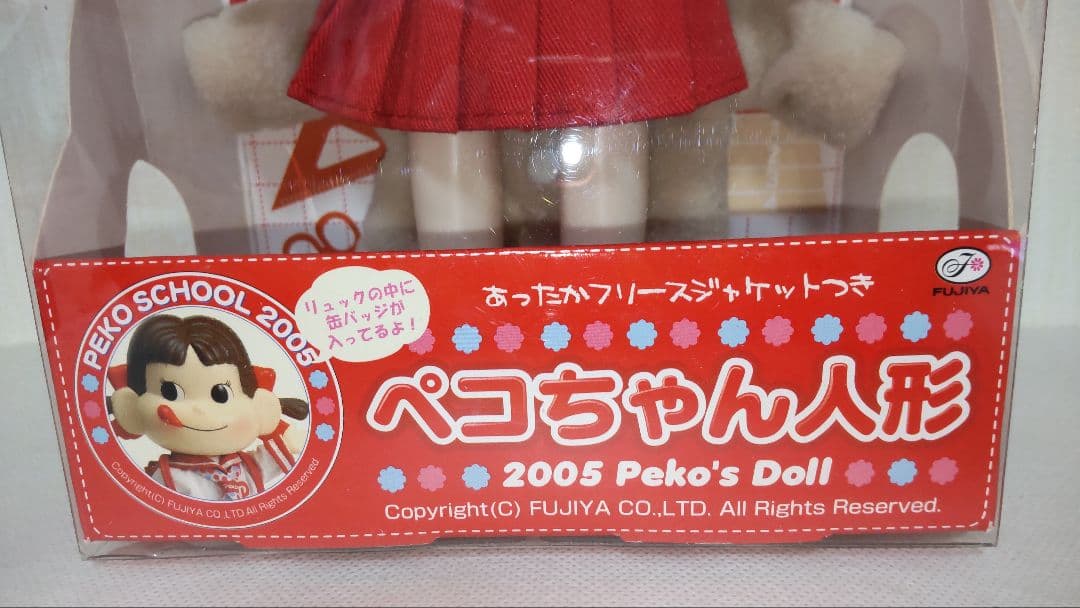 PEKO SCHOOL 2005
リュックの中に
缶バッジが
入ってるよ!
あったかフリースジャケットつき
FUJIYA
ペコちゃん人形
2005 Peko's Doll
Copyright(C) FUJIYA CO.,LTD. All Rights Reserved.
Copyright(C) FUJIYA CO.,LTD.All Rights Reserved.